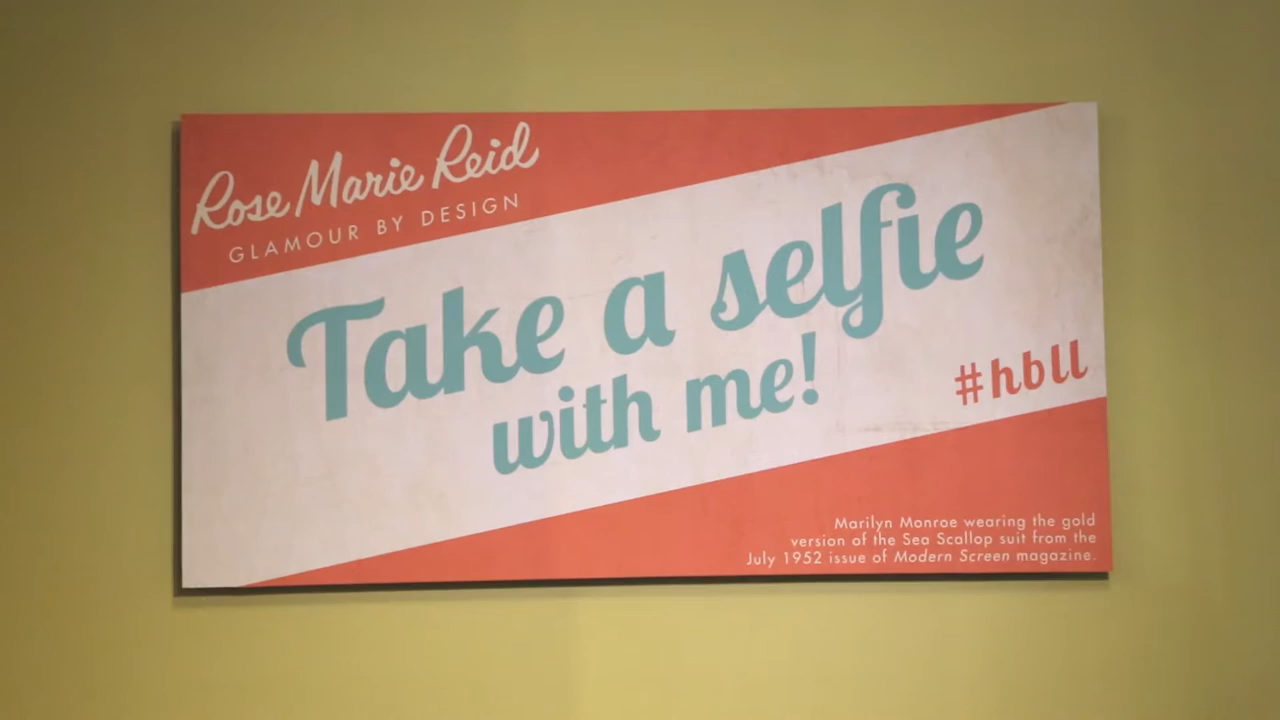 Rose Marie Reid
GLAMOUR BY DESIGN
Take a selfie
with me!
#hbll
Marilyn Monroe wearing the gold
version of the Sea Scallop suit from the
July 1952 issue of Modern Screen magazine.